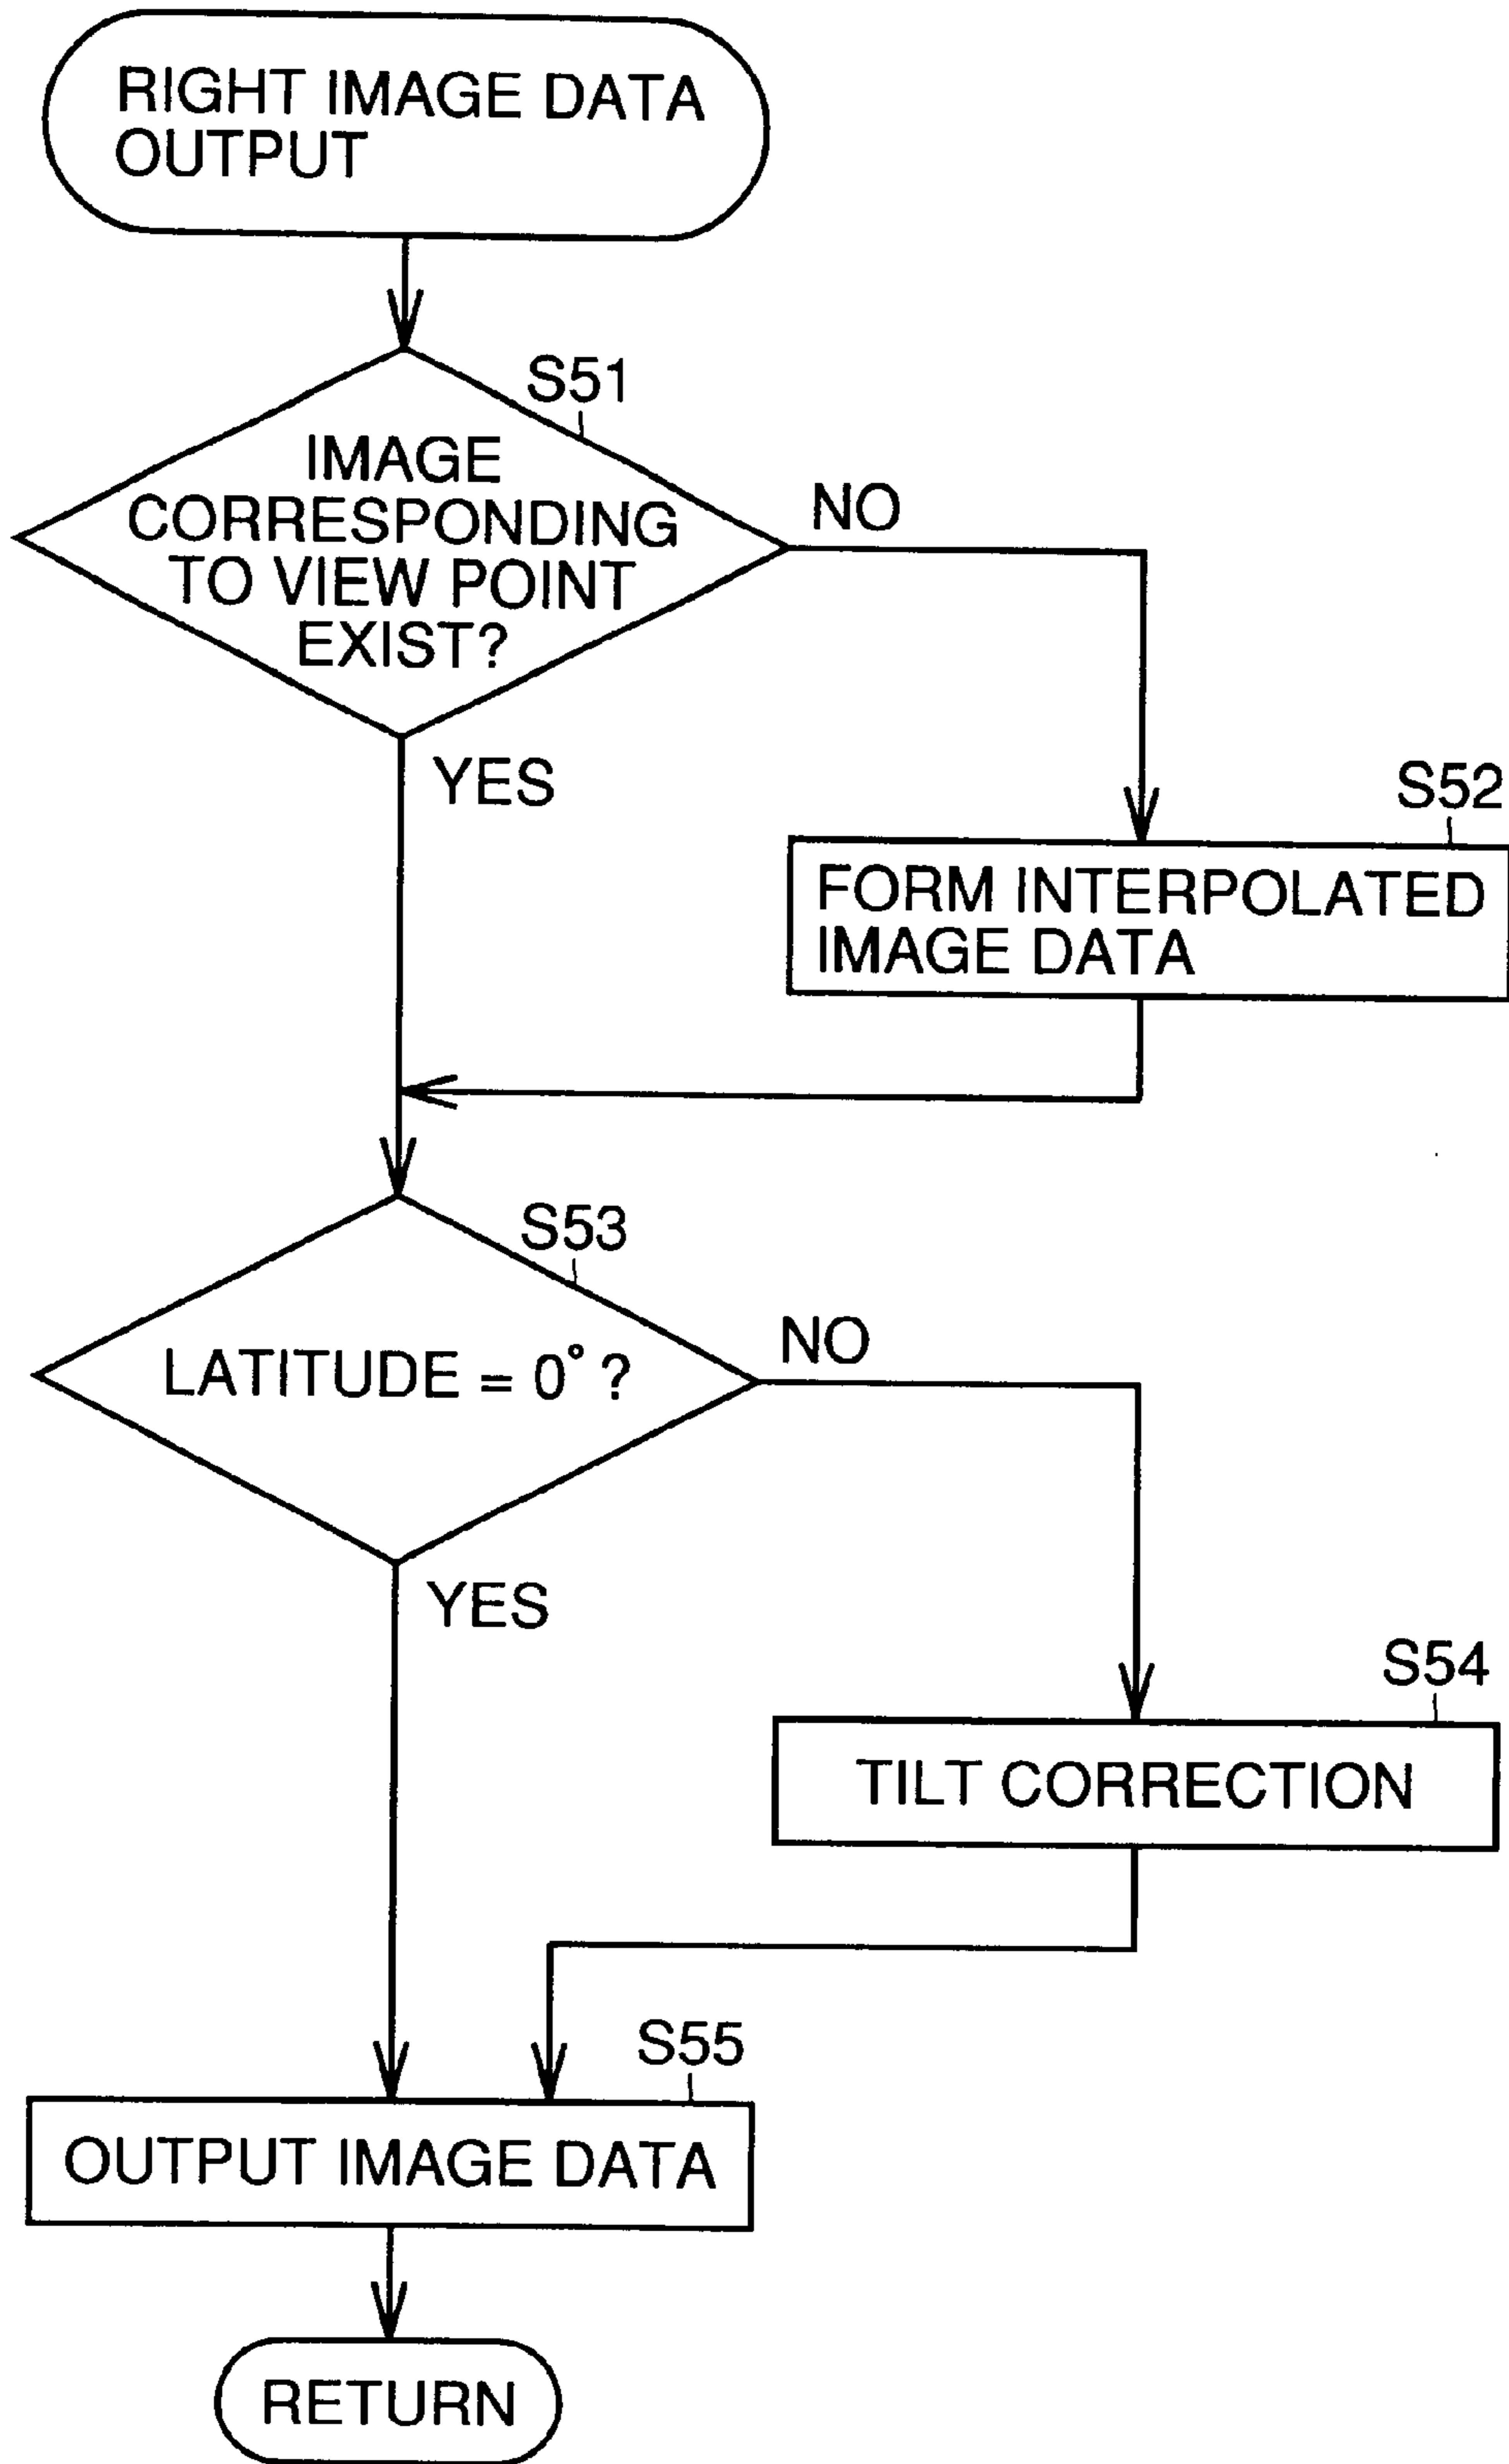 RIGHT IMAGE DATA
OUTPUT
S51
IMAGE
CORRESPONDING
TO VIEW POINT
EXIST?
NO
YES
S52
FORM INTERPOLATED
IMAGE DATA
S53
LATITUDE = 0° ?
NO
YES
S54
TILT CORRECTION
S55
OUTPUT IMAGE DATA
RETURN